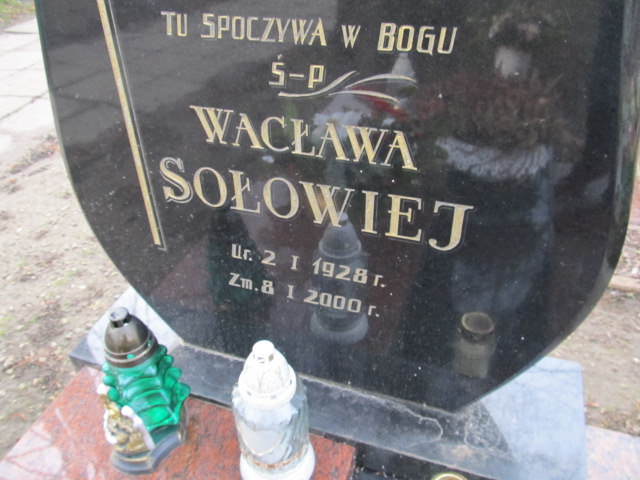 TU SPOCZYWA W BOGU
Ś-P
WACŁAWA
SOŁOWIEJ
Ur. 2 I 1928 r.
Zm. 8 I 2000 r.